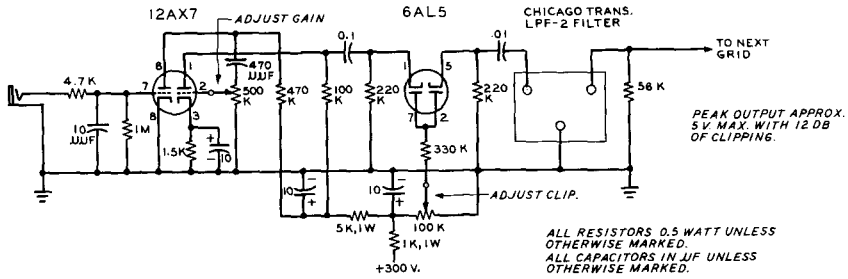 12AX7
ADJUST GAIN
6AL5
CHICAGO TRANS.
LPF-2 FILTER
TO NEXT
GRID
4.7 K
10
µµF
1M
7
6
1
2
8
3
1.5K
10
470
µµF
500
K
470
K
100
K
0.1
220
K
1
5
7
2
330 K
220
K
.01
56 K
PEAK OUTPUT APPROX.
5 V. MAX. WITH 12 DB
OF CLIPPING.
10
10
ADJUST CLIP.
5K, 1W
100 K
1K, 1W
+300 V.
ALL RESISTORS 0.5 WATT UNLESS
OTHERWISE MARKED.
ALL CAPACITORS IN µF UNLESS
OTHERWISE MARKED.